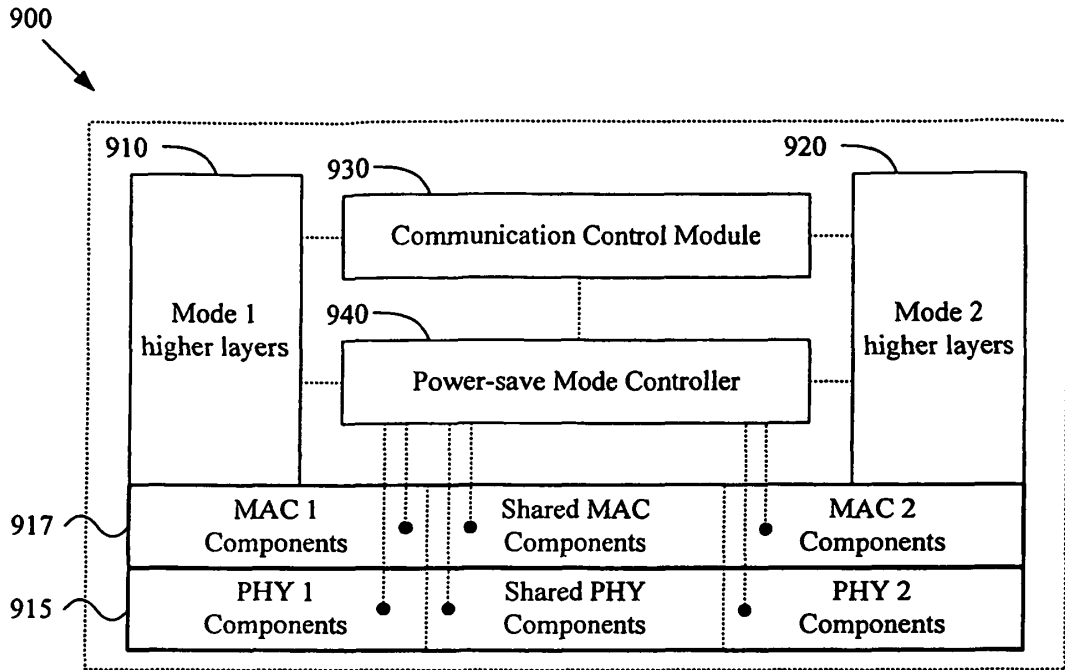 900
910
930
920
Communication Control Module
Mode 1
higher layers
940
Mode 2
higher layers
Power-save Mode Controller
917
MAC 1
Components
Shared MAC
Components
MAC 2
Components
915
PHY 1
Components
Shared PHY
Components
PHY 2
Components